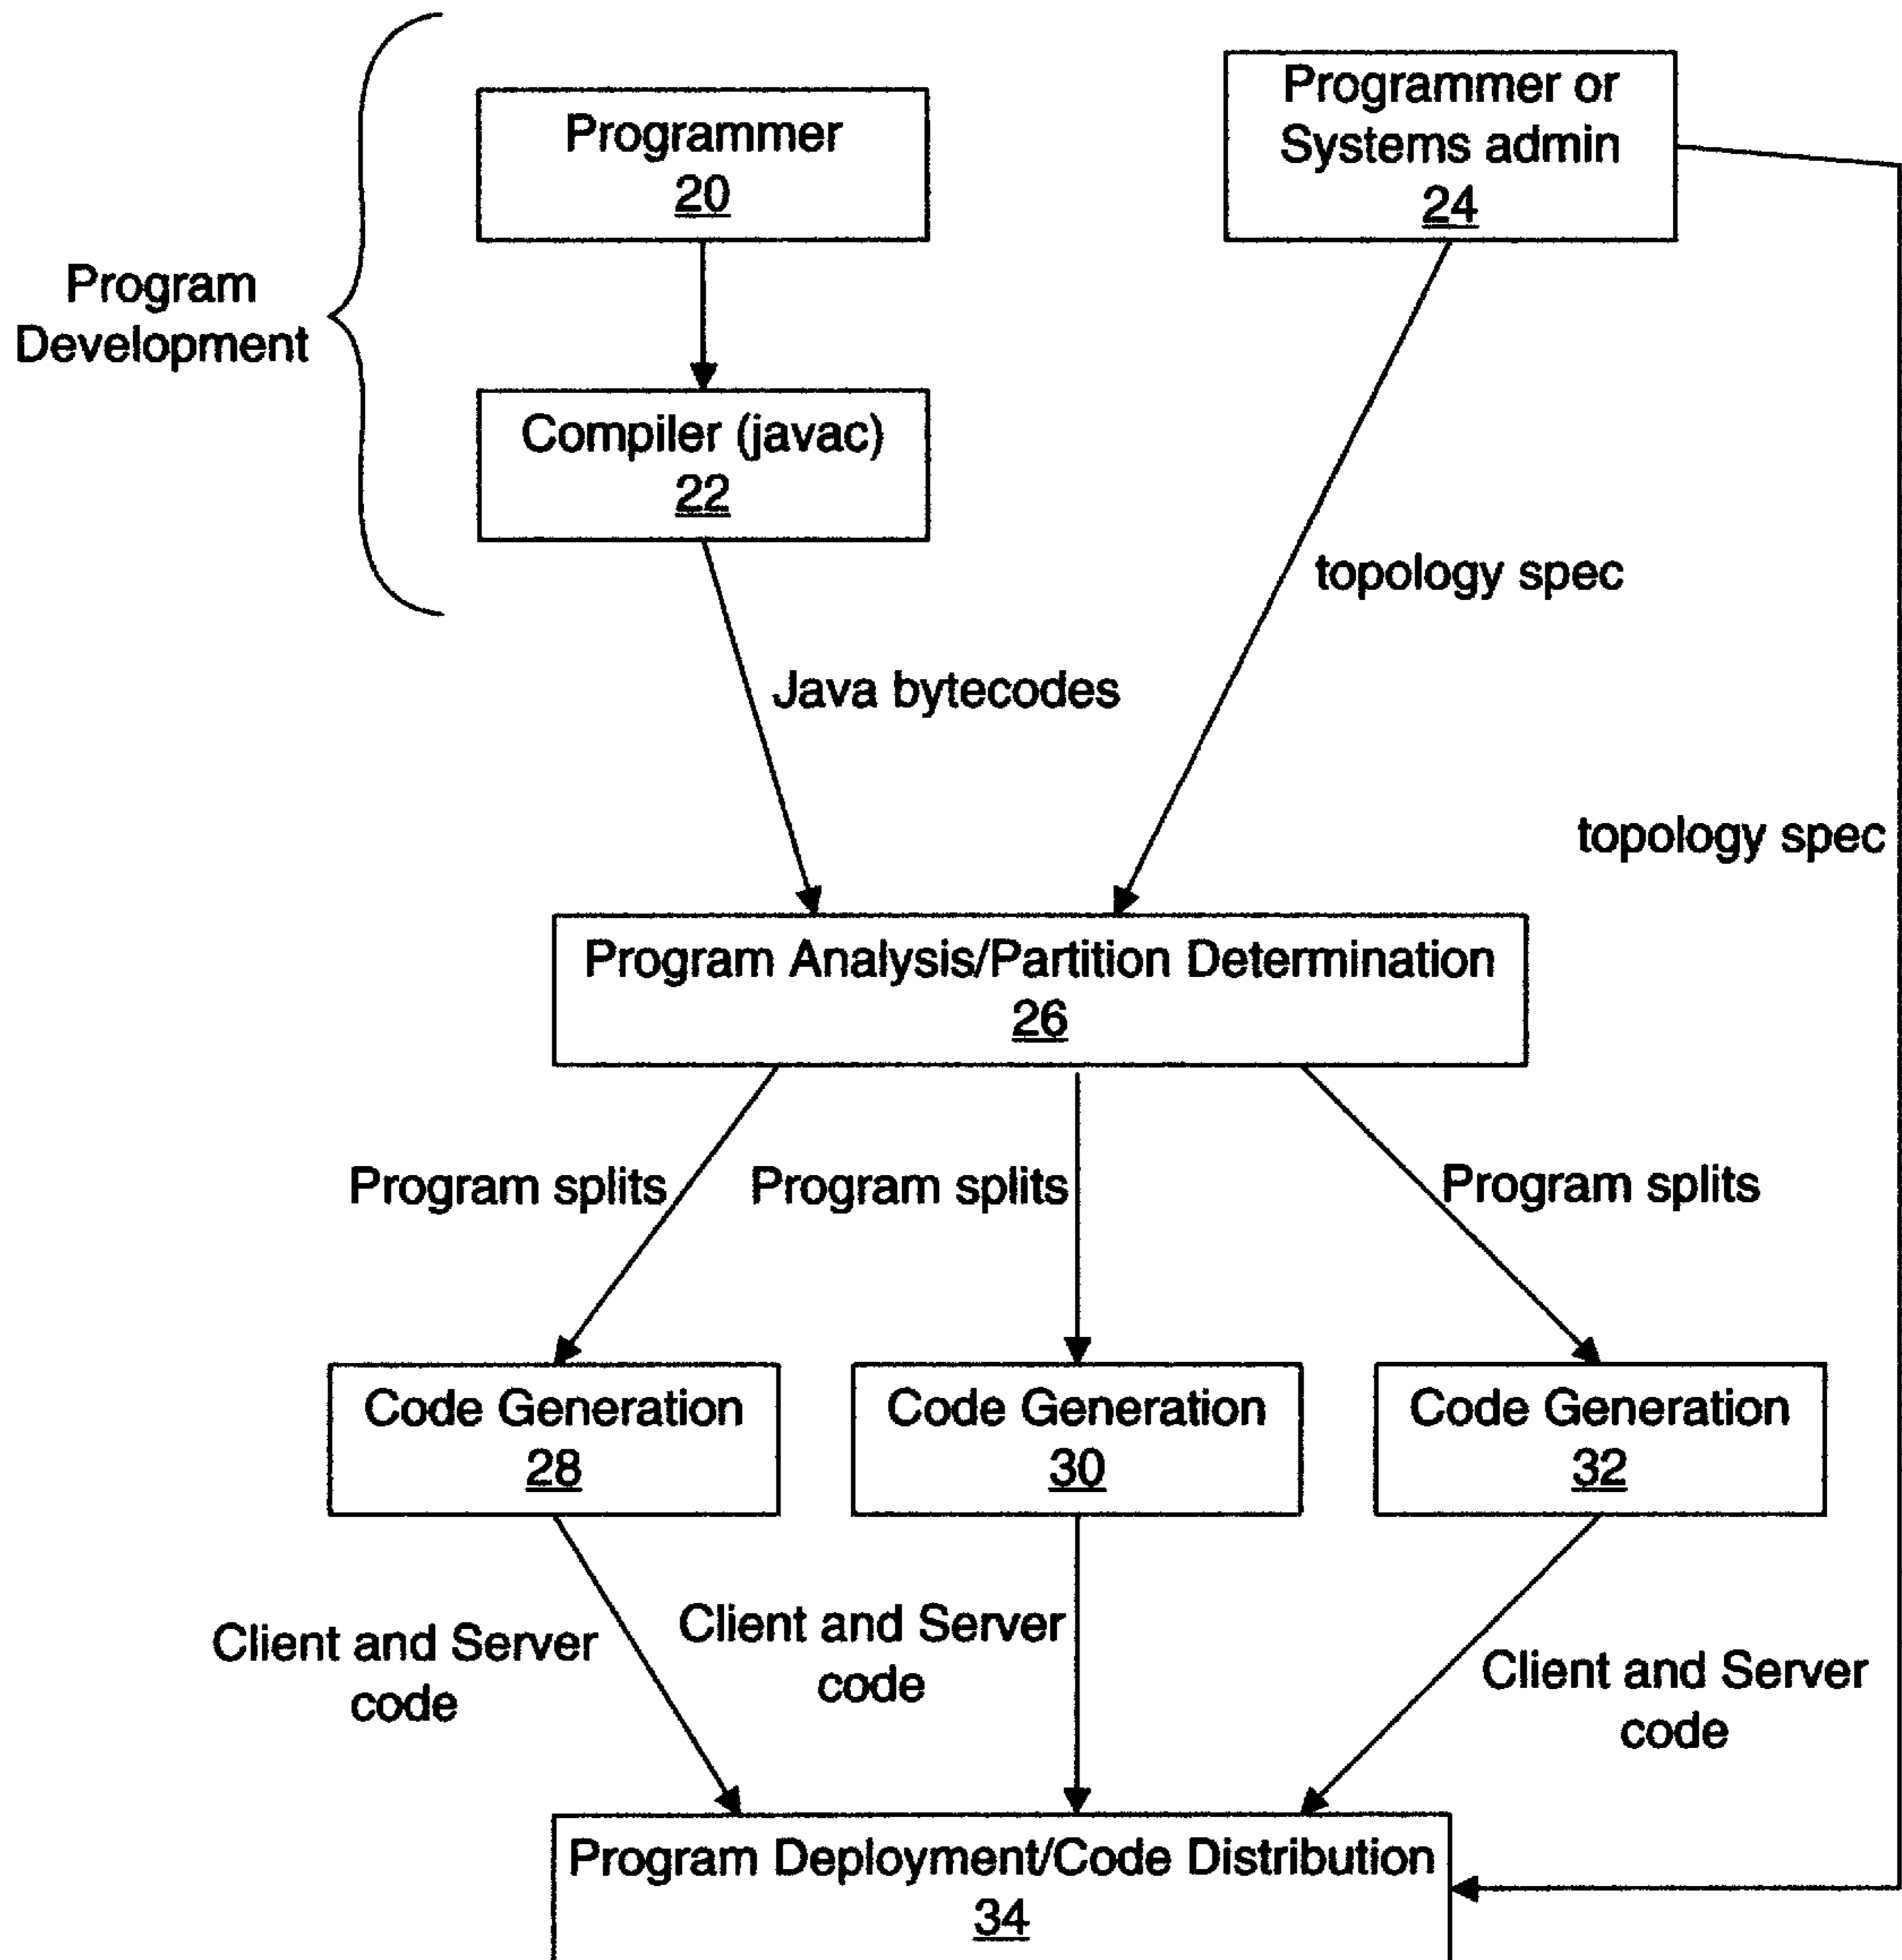 Programmer
20
Programmer or
Systems admin
24
Program
Development
Compiler (javac)
22
topology spec
Java bytecodes
topology spec
Program Analysis/Partition Determination
26
Program splits
Program splits
Program splits
Code Generation
28
Code Generation
30
Code Generation
32
Client and Server
code
Client and Server
code
Client and Server
code
Program Deployment/Code Distribution
34